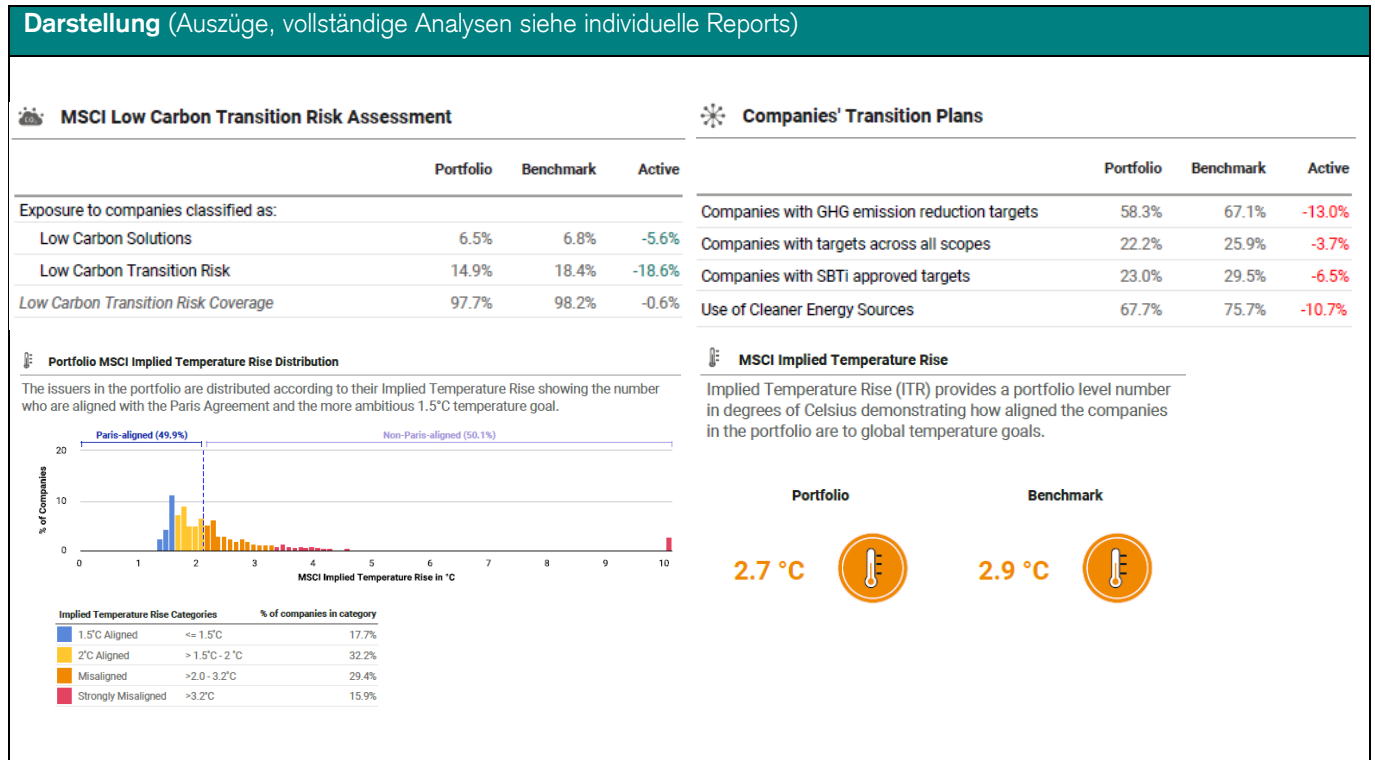 Darstellung (Auszüge, vollständige Analysen siehe individuelle Reports)
MSCI Low Carbon Transition Risk Assessment
Portfolio Benchmark Active
Exposure to companies classified as:
Low Carbon Solutions 6.5% 6.8% -5.6%
Low Carbon Transition Risk 14.9% 18.4% -18.6%
Low Carbon Transition Risk Coverage 97.7% 98.2% -0.6%
Companies' Transition Plans
Portfolio Benchmark Active
Companies with GHG emission reduction targets 58.3% 67.1% -13.0%
Companies with targets across all scopes 22.2% 25.9% -3.7%
Companies with SBTi approved targets 23.0% 29.5% -6.5%
Use of Cleaner Energy Sources 67.7% 75.7% -10.7%
Portfolio MSCI Implied Temperature Rise Distribution
The issuers in the portfolio are distributed according to their Implied Temperature Rise showing the number
who are aligned with the Paris Agreement and the more ambitious 1.5°C temperature goal.
Paris-aligned (49.9%) Non-Paris-aligned (50.1%)
% of Companies
20
10
0
0 1 2 3 4 5 6 7 8 9 10
MSCI Implied Temperature Rise in °C
Implied Temperature Rise Categories % of companies in category
1.5°C Aligned <= 1.5°C 17.7%
2°C Aligned > 1.5°C - 2 °C 32.2%
Misaligned >2.0 - 3.2°C 29.4%
Strongly Misaligned >3.2°C 15.9%
MSCI Implied Temperature Rise
Implied Temperature Rise (ITR) provides a portfolio level number
in degrees of Celsius demonstrating how aligned the companies
in the portfolio are to global temperature goals.
Portfolio Benchmark
2.7 °C 2.9 °C